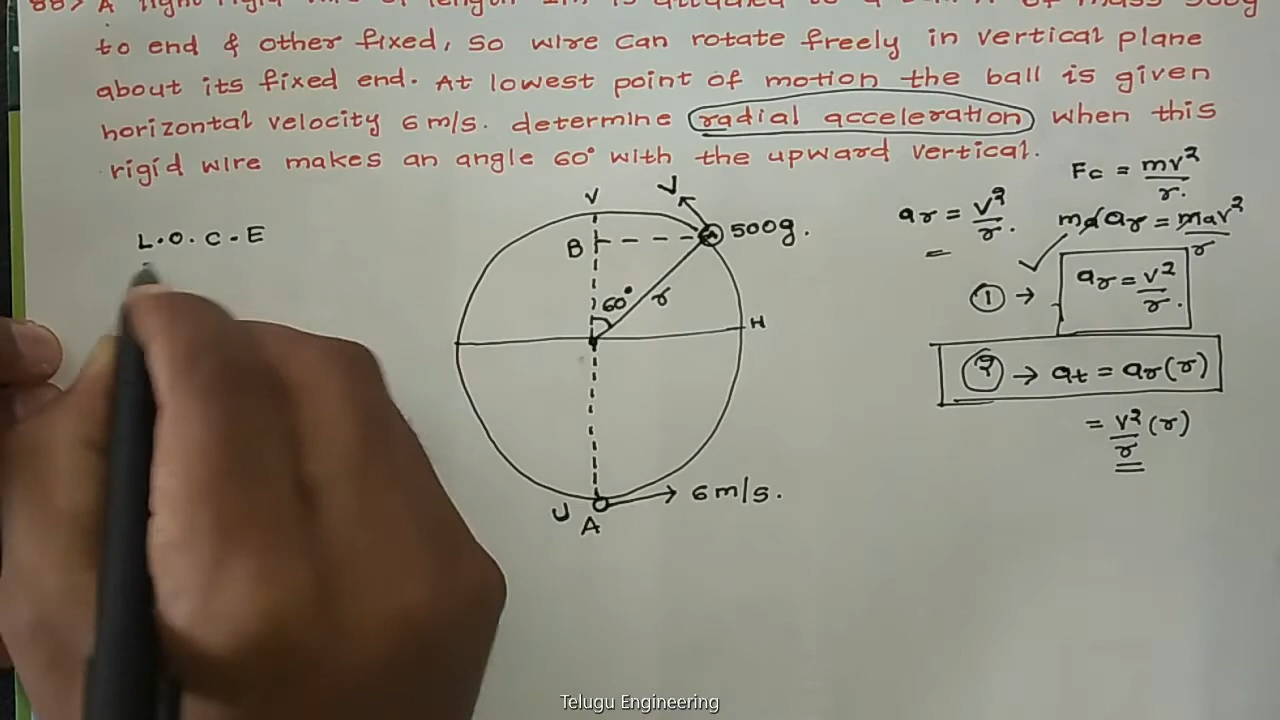 to end & other fixed, so wire can rotate freely in vertical plane
about its fixed end. At lowest point of motion the ball is given
horizontal velocity 6 m/s. determine radial acceleration when this
rigid wire makes an angle 60° with the upward vertical.
Fc = mv²/r.
ar = v²/r.
L.O.C.E
V
V
500g.
B
60°
r
H
① → ar = v²/r.
② → at = ar(r)
= v²/r (r)
6m/s.
U
A
Telugu Engineering